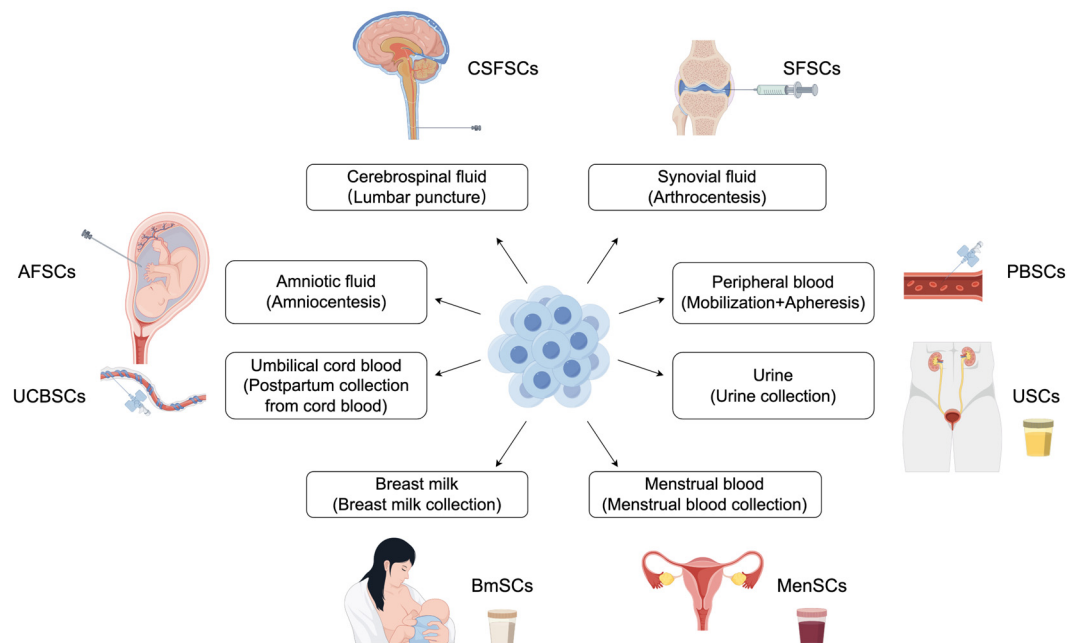 CSFSCs
SFSCs
Cerebrospinal fluid
(Lumbar puncture)
Synovial fluid
(Arthrocentesis)
AFSCs
Amniotic fluid
(Amniocentesis)
Peripheral blood
(Mobilization+Apheresis)
PBSCs
UCBSCs
Umbilical cord blood
(Postpartum collection
from cord blood)
Urine
(Urine collection)
USCs
Breast milk
(Breast milk collection)
Menstrual blood
(Menstrual blood collection)
BmSCs
MenSCs